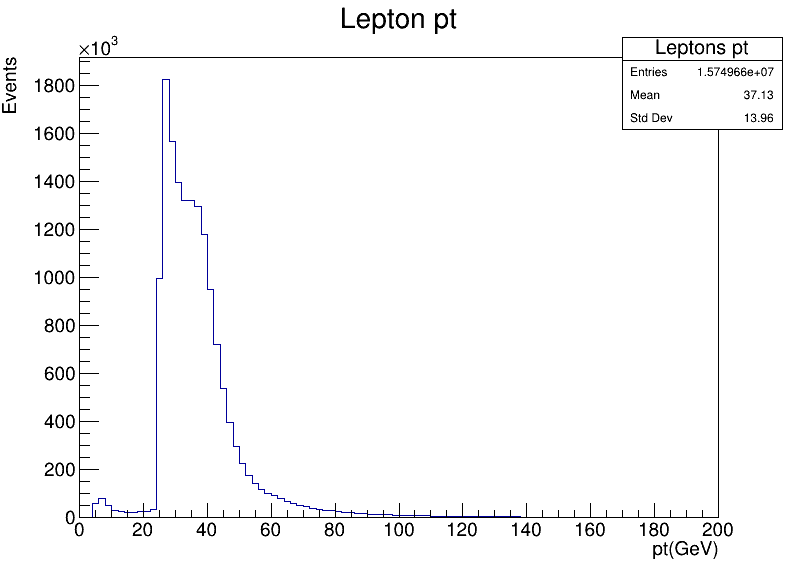 Lepton pt
×10³
Events
Leptons pt
Entries 1.574966e+07
Mean 37.13
Std Dev 13.96
1800
1600
1400
1200
1000
800
600
400
200
0
0 20 40 60 80 100 120 140 160 180 200
pt(GeV)